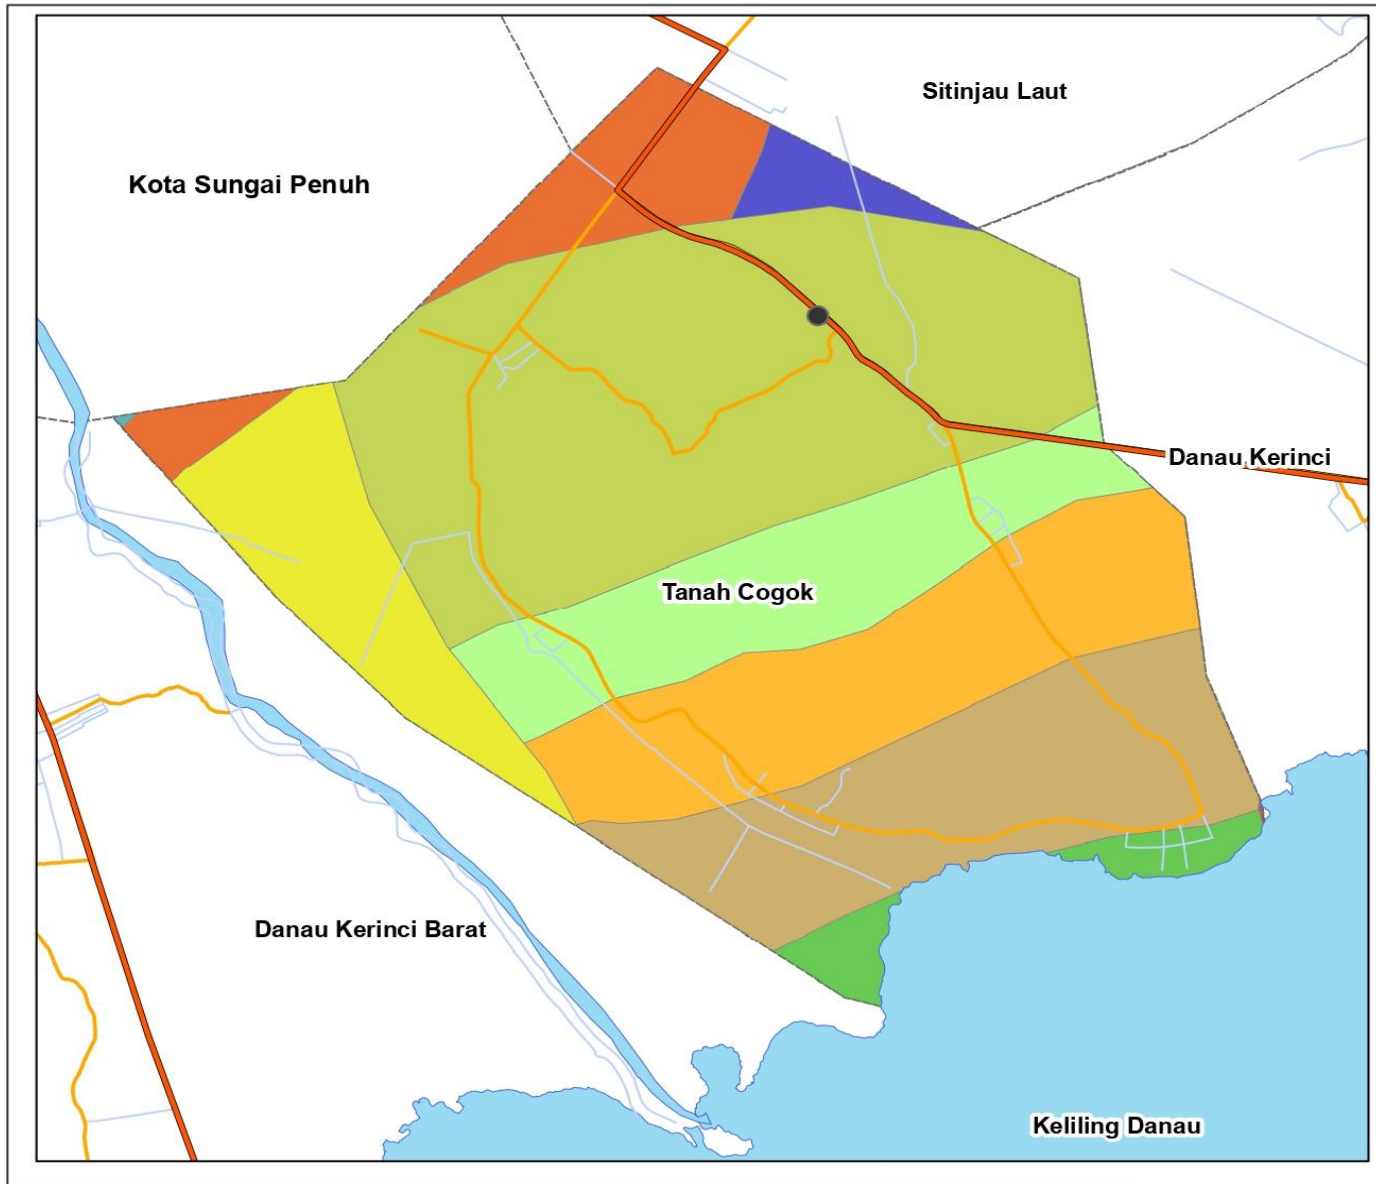 Sitinjau Laut
Kota Sungai Penuh
Danau Kerinci
Tanah Cogok
Danau Kerinci Barat
Keliling Danau